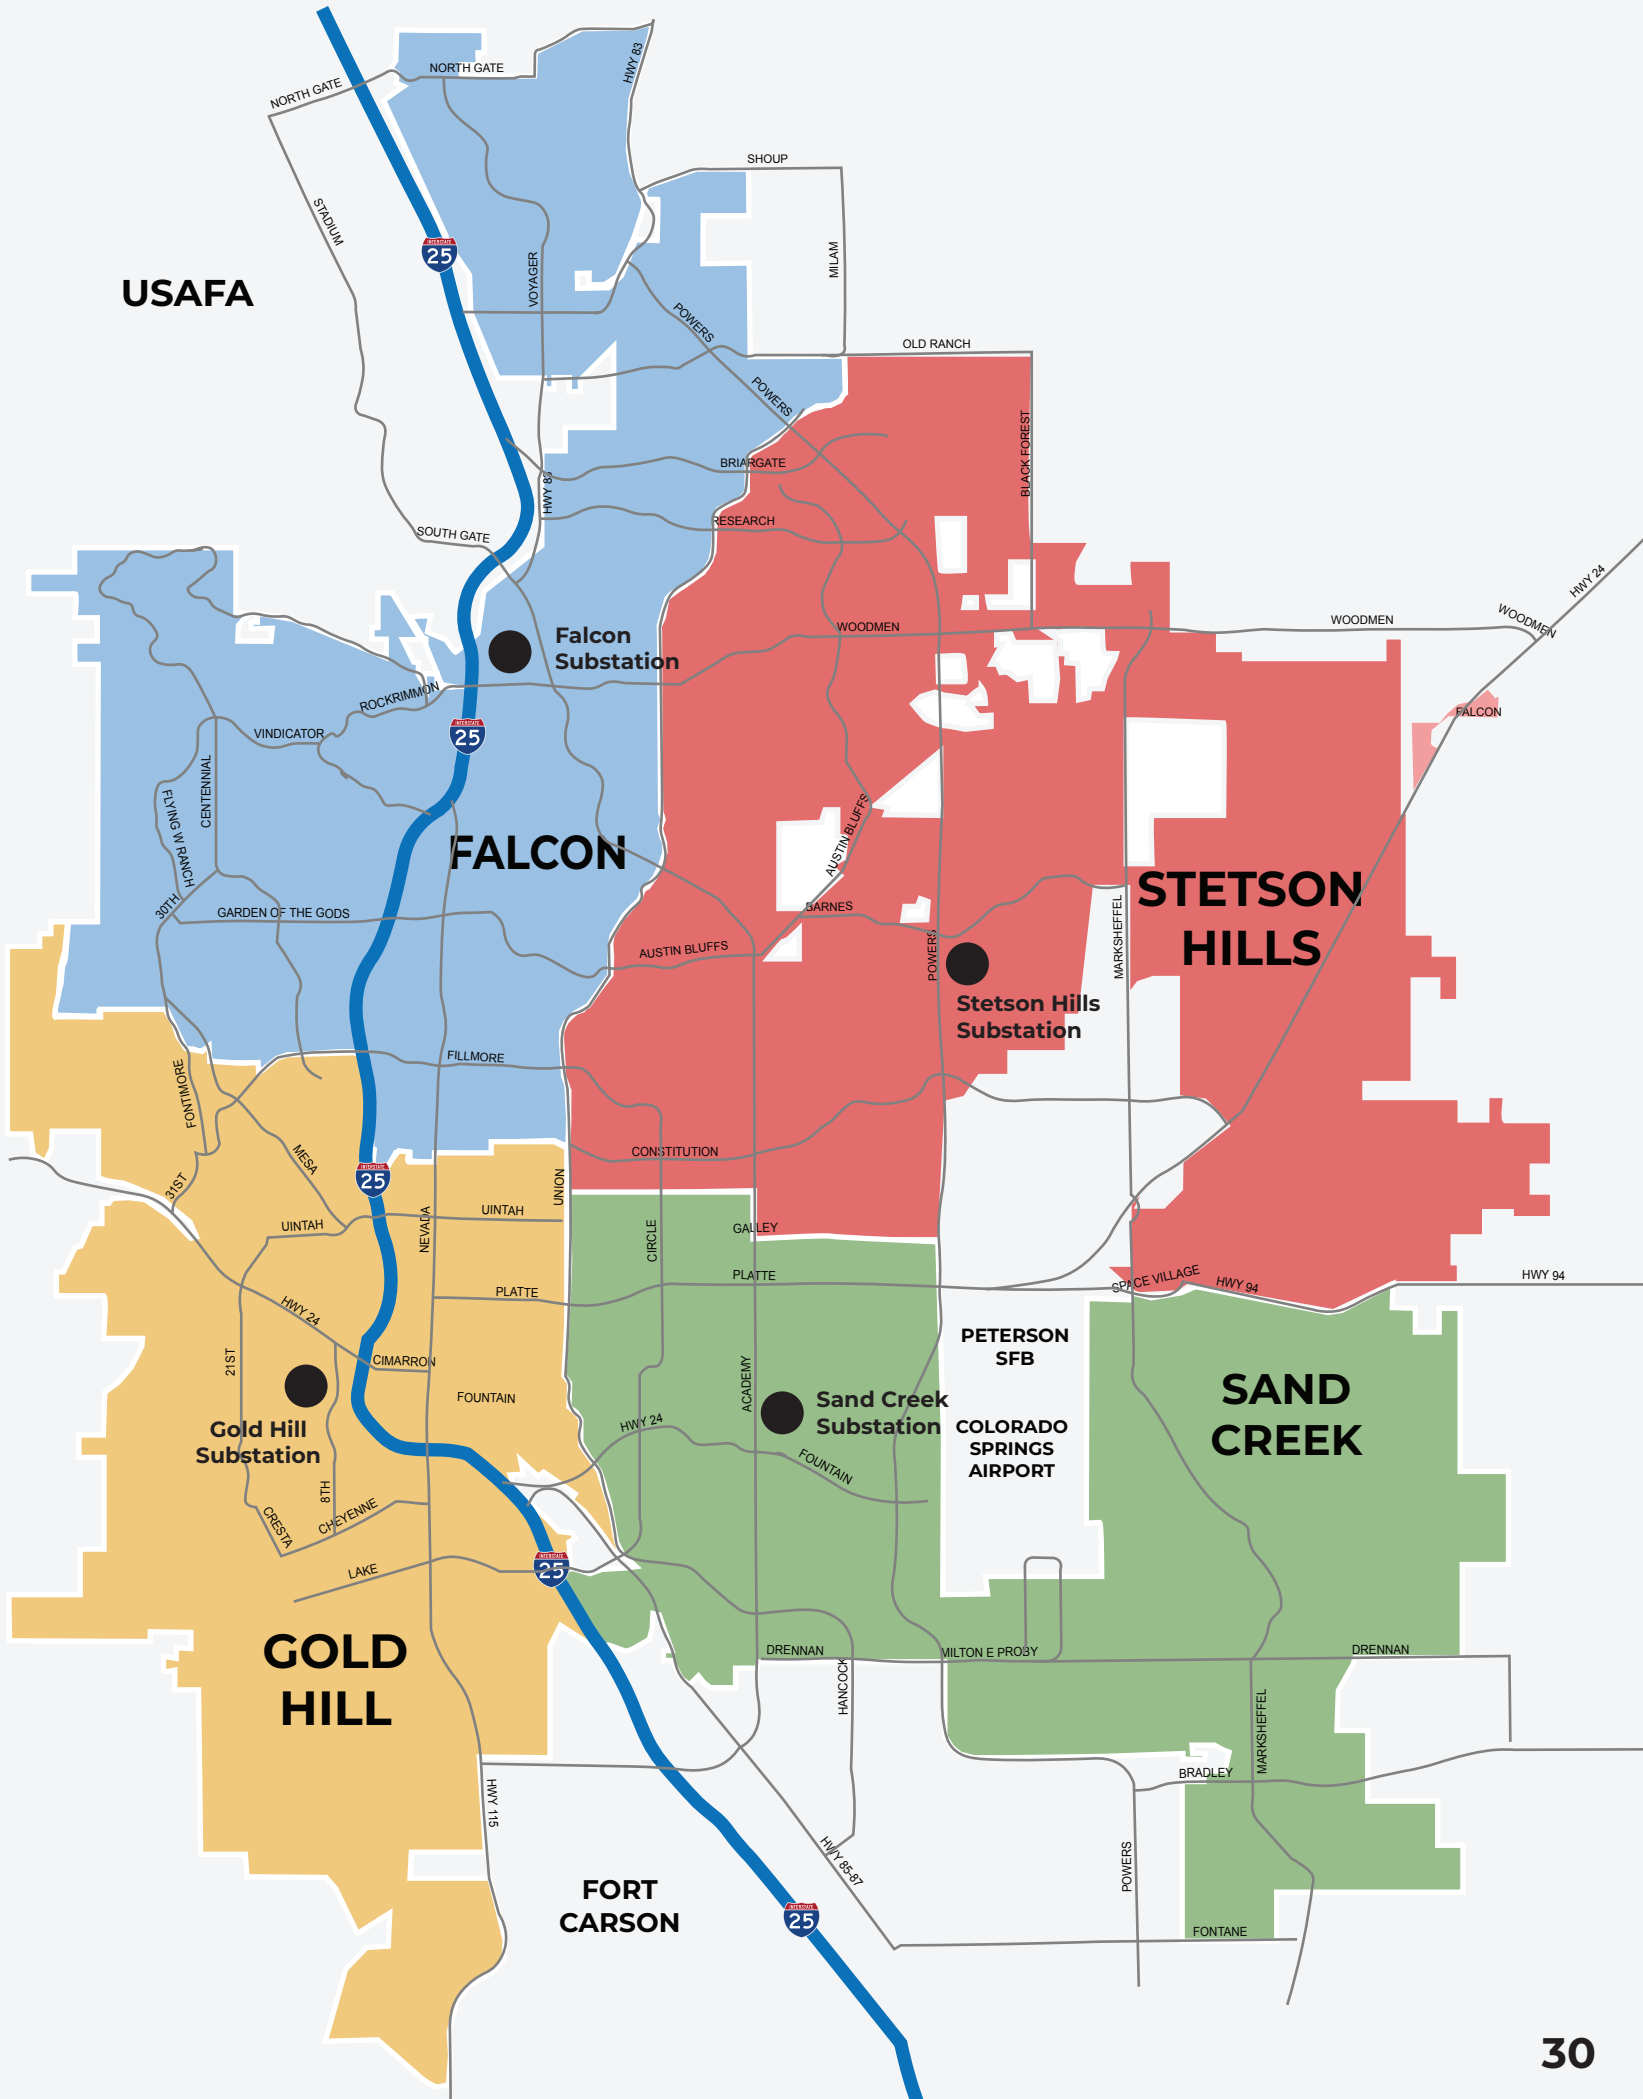 NORTH GATE
NORTH GATE
HWY 83
SHOUP
STADIUM
INTERSTATE
25
VOYAGER
MILAM
USAFA
POWERS
OLD RANCH
POWERS
BLACK FOREST
BRIARGATE
HWY 83
RESEARCH
SOUTH GATE
HWY 24
WOODMEN
WOODMEN
WOODMEN
Falcon
Substation
ROCKRIMMON
FALCON
VINDICATOR
INTERSTATE
25
CENTENNIAL
FLYING W RANCH
AUSTIN BLUFFS
FALCON
STETSON
HILLS
30TH
GARDEN OF THE GODS
BARNES
AUSTIN BLUFFS
POWERS
MARKSHEFFEL
Stetson Hills
Substation
FILLMORE
FONTIMORE
MESA
CONSTITUTION
INTERSTATE
25
31ST
UNION
UINTAH
UINTAH
NEVADA
CIRCLE
GALLEY
PLATTE
PLATTE
SPACE VILLAGE
HWY 94
HWY 94
HWY 24
PETERSON
SFB
21ST
CIMARRON
FOUNTAIN
ACADEMY
Sand Creek
Substation
SAND
CREEK
Gold Hill
Substation
HWY 24
COLORADO
SPRINGS
AIRPORT
FOUNTAIN
8TH
CRESTA
CHEYENNE
LAKE
INTERSTATE
25
GOLD
HILL
DRENNAN
MILTON E PROBY
DRENNAN
HANCOCK
MARKSHEFFEL
BRADLEY
HWY 115
HWY 85-87
POWERS
FORT
CARSON
INTERSTATE
25
FONTANE
30